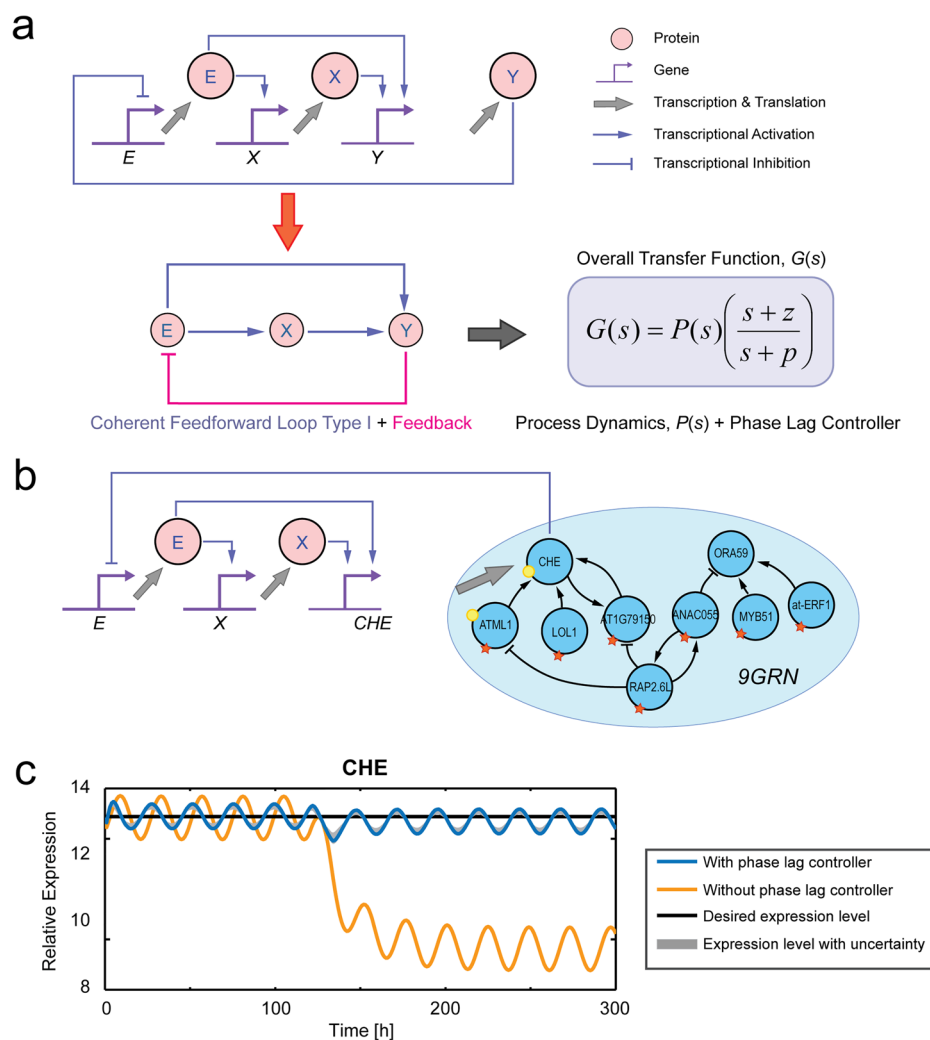 a
E
X
Y
E
X
Y
Protein
Gene
Transcription & Translation
Transcriptional Activation
Transcriptional Inhibition
E
X
Y
Coherent Feedforward Loop Type I + Feedback
Overall Transfer Function, G(s)
G(s) = P(s)(s + z / s + p)
Process Dynamics, P(s) + Phase Lag Controller
b
E
X
E
X
CHE
CHE
ORA59
ATML1
LOL1
AT1G79150
ANAC055
MYB51
at-ERF1
RAP2.6L
9GRN
c
CHE
Relative Expression
14
12
10
8
0
100
200
300
Time [h]
With phase lag controller
Without phase lag controller
Desired expression level
Expression level with uncertainty